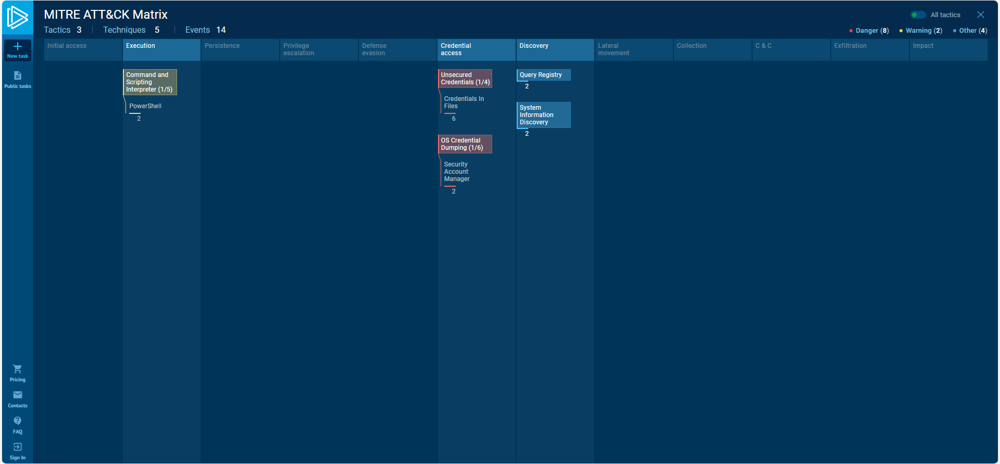 MITRE ATT&CK Matrix
Tactics 3
Techniques 5
Events 14
All tactics
Danger (8)
Warning (2)
Other (4)
New task
Public tasks
Pricing
Contacts
FAQ
Sign In
Initial access
Execution
Persistence
Privilege
escalation
Defense
evasion
Credential
access
Discovery
Lateral
movement
Collection
C & C
Exfiltration
Impact
Command and
Scripting
Interpreter (1/5)
PowerShell
2
Unsecured
Credentials (1/4)
Credentials In
Files
6
OS Credential
Dumping (1/6)
Security
Account
Manager
2
Query Registry
2
System
Information
Discovery
2